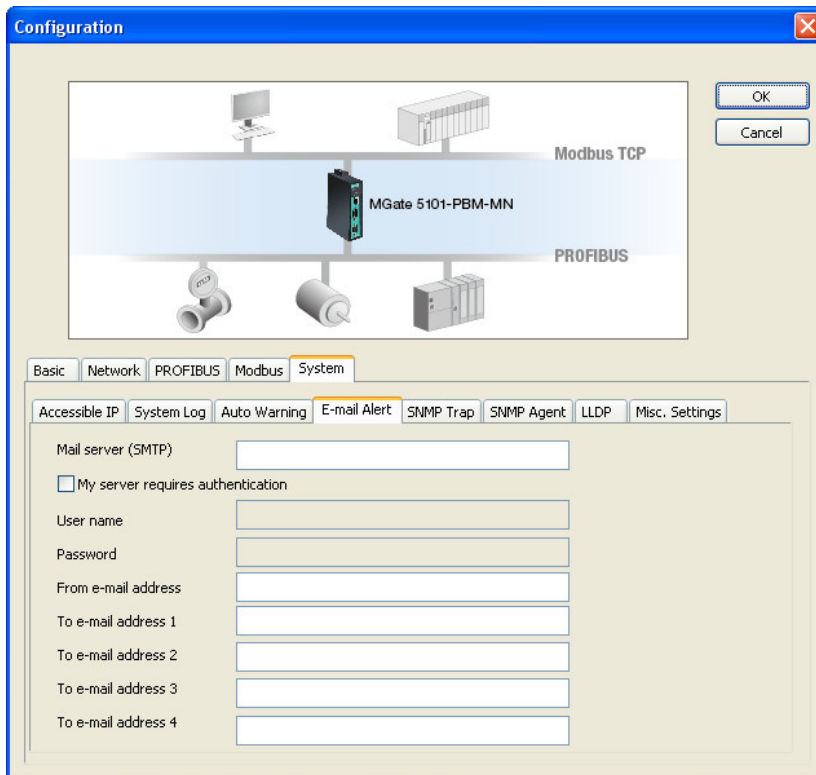 Configuration
OK
Cancel
Modbus TCP
MGate 5101-PBM-MN
PROFIBUS
Basic Network PROFIBUS Modbus System
Accessible IP System Log Auto Warning E-mail Alert SNMP Trap SNMP Agent LLDP Misc. Settings
Mail server (SMTP)
My server requires authentication
User name
Password
From e-mail address
To e-mail address 1
To e-mail address 2
To e-mail address 3
To e-mail address 4